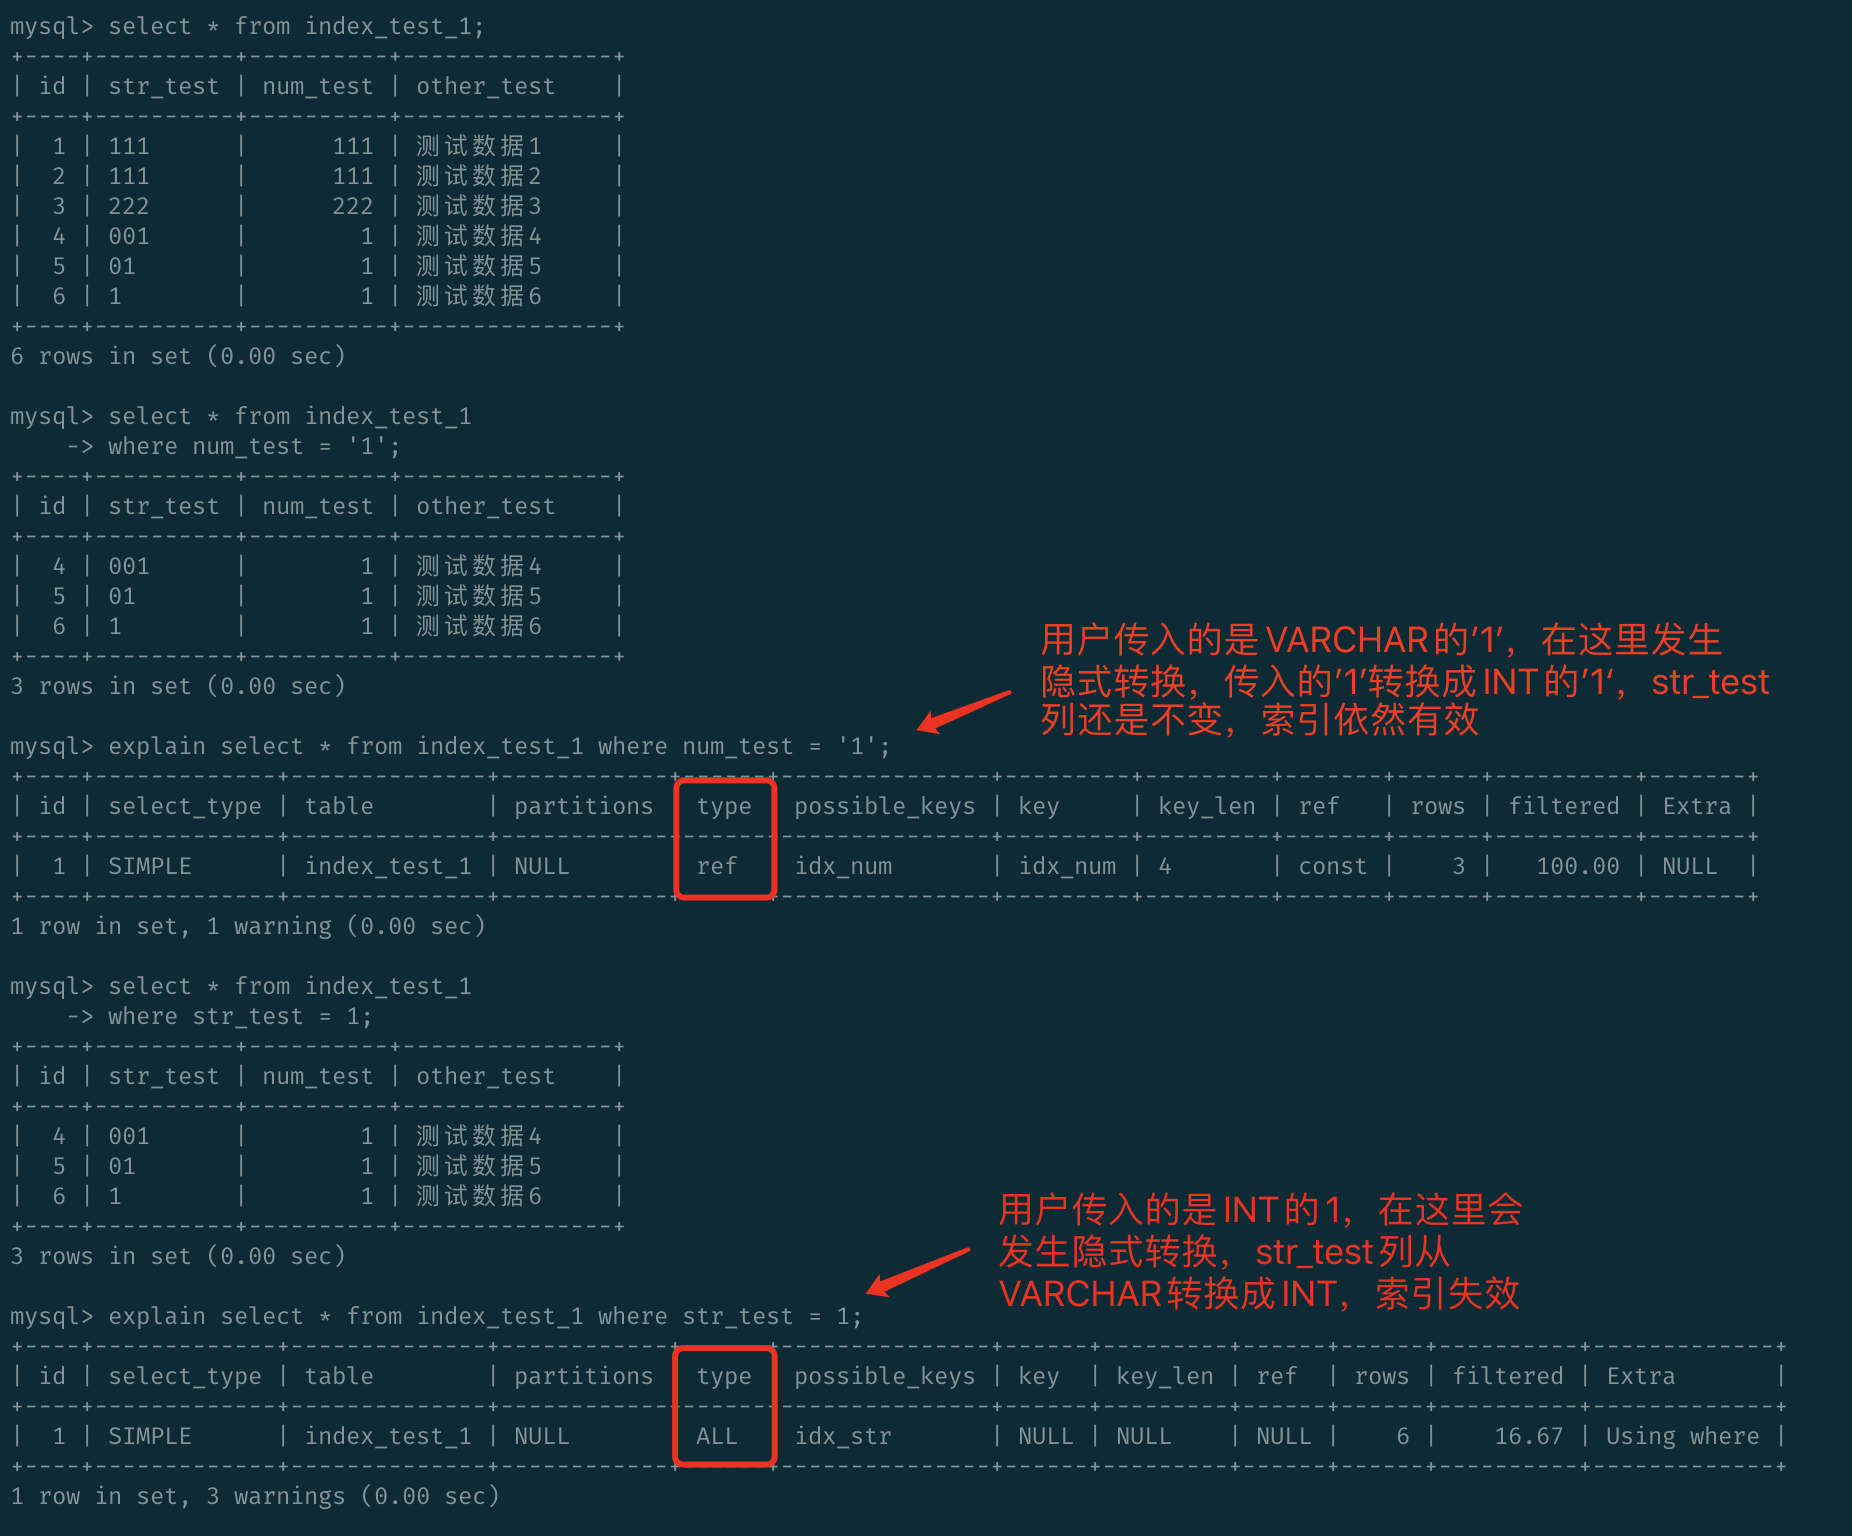 mysql> select * from index_test_1;
+----+----------+----------+---------------+
| id | str_test | num_test | other_test    |
+----+----------+----------+---------------+
|  1 | 111      |      111 | 测试数据1     |
|  2 | 111      |      111 | 测试数据2     |
|  3 | 222      |      222 | 测试数据3     |
|  4 | 001      |        1 | 测试数据4     |
|  5 | 01       |        1 | 测试数据5     |
|  6 | 1        |        1 | 测试数据6     |
+----+----------+----------+---------------+
6 rows in set (0.00 sec)
mysql> select * from index_test_1
    -> where num_test = '1';
+----+----------+----------+---------------+
| id | str_test | num_test | other_test    |
+----+----------+----------+---------------+
|  4 | 001      |        1 | 测试数据4     |
|  5 | 01       |        1 | 测试数据5     |
|  6 | 1        |        1 | 测试数据6     |
+----+----------+----------+---------------+
3 rows in set (0.00 sec)
用户传入的是VARCHAR的’1’，在这里发生
隐式转换，传入的’1’转换成INT的’1‘，str_test
列还是不变，索引依然有效
mysql> explain select * from index_test_1 where num_test = '1';
+----+-------------+--------------+------------+------+---------------+---------+---------+-------+------+----------+-------+
| id | select_type | table        | partitions | type | possible_keys | key     | key_len | ref   | rows | filtered | Extra |
+----+-------------+--------------+------------+------+---------------+---------+---------+-------+------+----------+-------+
|  1 | SIMPLE      | index_test_1 | NULL       | ref  | idx_num       | idx_num | 4       | const |    3 |   100.00 | NULL  |
+----+-------------+--------------+------------+------+---------------+---------+---------+-------+------+----------+-------+
1 row in set, 1 warning (0.00 sec)
mysql> select * from index_test_1
    -> where str_test = 1;
+----+----------+----------+---------------+
| id | str_test | num_test | other_test    |
+----+----------+----------+---------------+
|  4 | 001      |        1 | 测试数据4     |
|  5 | 01       |        1 | 测试数据5     |
|  6 | 1        |        1 | 测试数据6     |
+----+----------+----------+---------------+
3 rows in set (0.00 sec)
用户传入的是INT的1，在这里会
发生隐式转换，str_test列从
VARCHAR转换成INT，索引失效
mysql> explain select * from index_test_1 where str_test = 1;
+----+-------------+--------------+------------+------+---------------+------+---------+------+------+----------+-------------+
| id | select_type | table        | partitions | type | possible_keys | key  | key_len | ref  | rows | filtered | Extra       |
+----+-------------+--------------+------------+------+---------------+------+---------+------+------+----------+-------------+
|  1 | SIMPLE      | index_test_1 | NULL       | ALL  | idx_str       | NULL | NULL    | NULL |    6 |    16.67 | Using where |
+----+-------------+--------------+------------+------+---------------+------+---------+------+------+----------+-------------+
1 row in set, 3 warnings (0.00 sec)